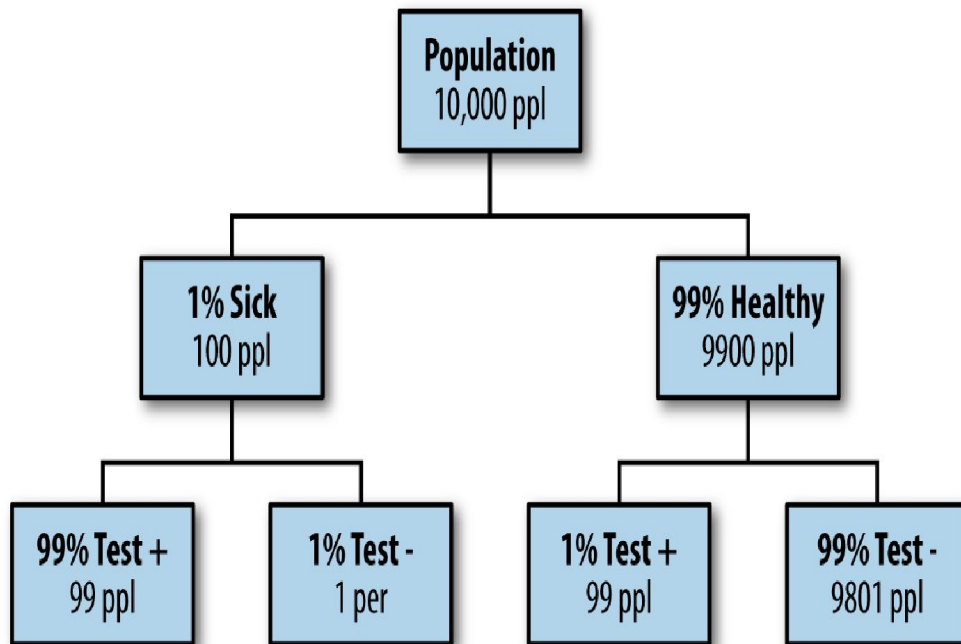 Population
10,000 ppl
1% Sick
100 ppl
99% Healthy
9900 ppl
99% Test +
99 ppl
1% Test -
1 per
1% Test +
99 ppl
99% Test -
9801 ppl